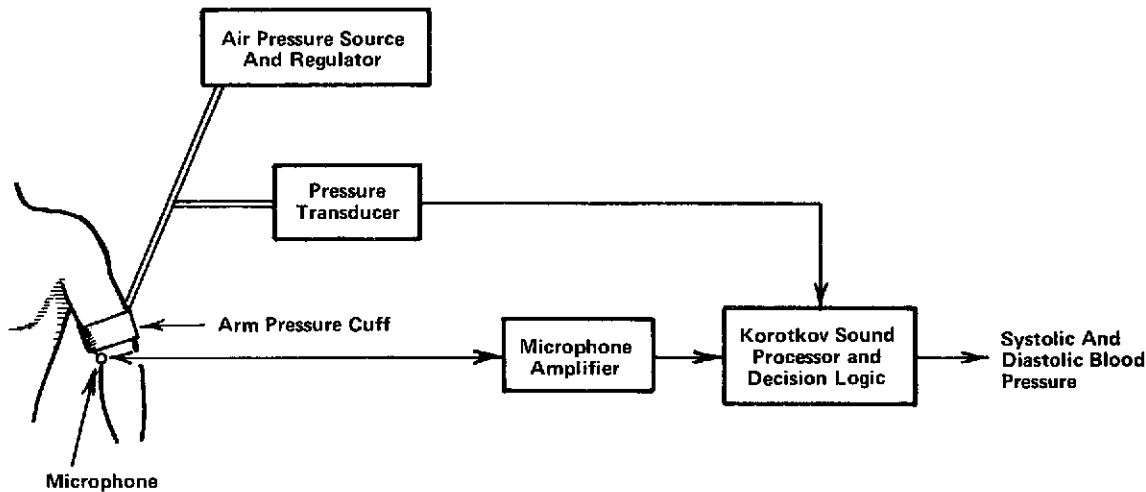 Air Pressure Source
And Regulator
Pressure
Transducer
Arm Pressure Cuff
Microphone
Amplifier
Korotkov Sound
Processor and
Decision Logic
Systolic And
Diastolic Blood
Pressure
Microphone